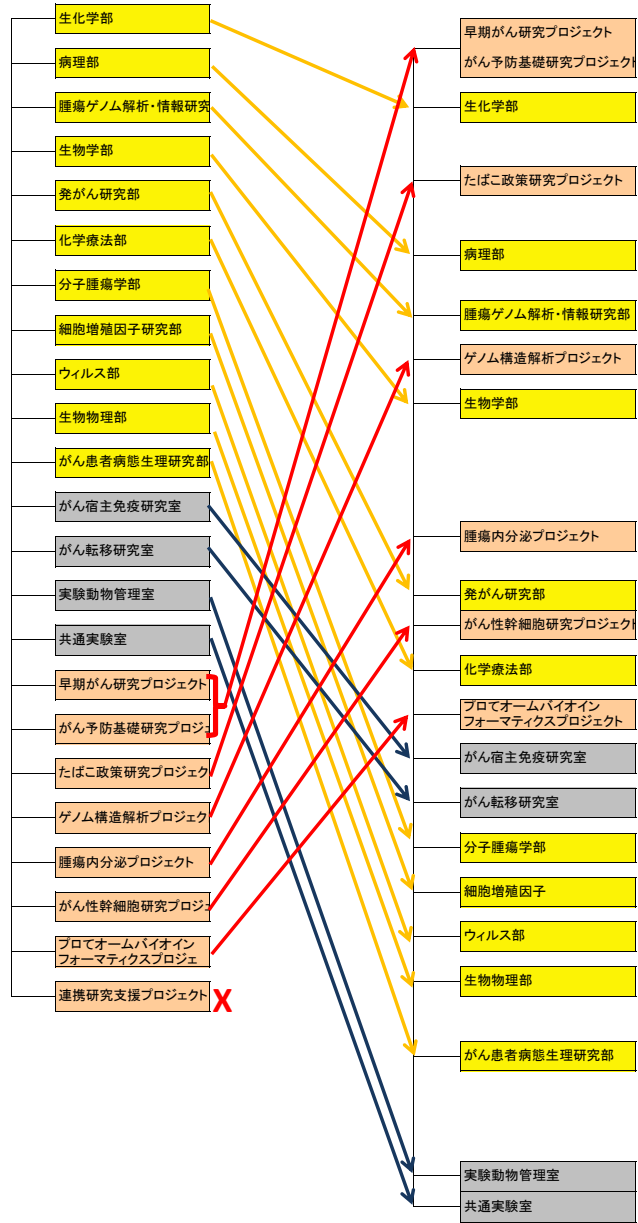 生化学部
病理部
腫瘍ゲノム解析・情報研究
生物学部
発がん研究部
化学療法部
分子腫瘍学部
細胞増殖因子研究部
ウィルス部
生物物理部
がん患者病態生理研究部
がん宿主免疫研究室
がん転移研究室
実験動物管理室
共通実験室
早期がん研究プロジェクト
がん予防基礎研究プロジェ
たばこ政策研究プロジェク
ゲノム構造解析プロジェク
腫瘍内分泌プロジェクト
がん性幹細胞研究プロジェ
プロてオームバイオイン
フォーマティクスプロジェ
連携研究支援プロジェクト X
早期がん研究プロジェクト
がん予防基礎研究プロジェクト
生化学部
たばこ政策研究プロジェクト
病理部
腫瘍ゲノム解析・情報研究部
ゲノム構造解析プロジェクト
生物学部
腫瘍内分泌プロジェクト
発がん研究部
がん性幹細胞研究プロジェクト
化学療法部
プロてオームバイオイン
フォーマティクスプロジェクト
がん宿主免疫研究室
がん転移研究室
分子腫瘍学部
細胞増殖因子
ウィルス部
生物物理部
がん患者病態生理研究部
実験動物管理室
共通実験室